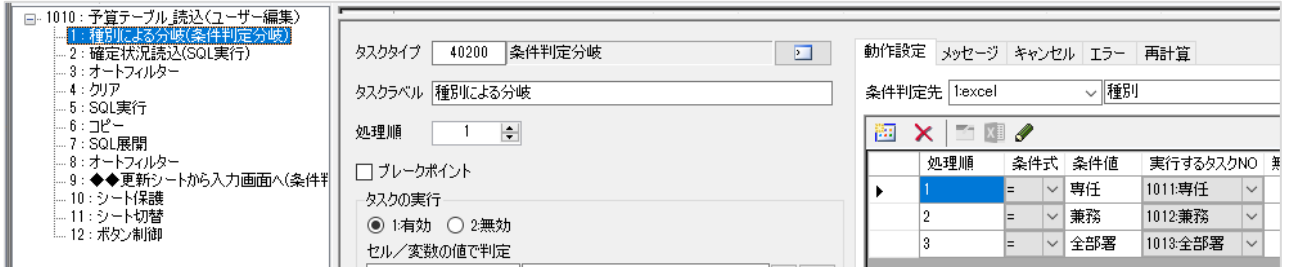 1010 : 予算テーブル_読込(ユーザー編集)
1 : 種別による分岐(条件判定分岐)
2 : 確定状況読込(SQL実行)
3 : オートフィルター
4 : クリア
5 : SQL実行
6 : コピー
7 : SQL展開
8 : オートフィルター
9 : ◆◆更新シートから入力画面へ(条件判
10 : シート保護
11 : シート切替
12 : ボタン制御
タスクタイプ 40200 条件判定分岐
タスクラベル 種別による分岐
処理順 1
ブレークポイント
タスクの実行
1:有効 2:無効
セル／変数の値で判定
動作設定 メッセージ キャンセル エラー 再計算
条件判定先 1:excel 種別
処理順 条件式 条件値 実行するタスクNO
1 = 専任 1011:専任
2 = 兼務 1012:兼務
3 = 全部署 1013:全部署